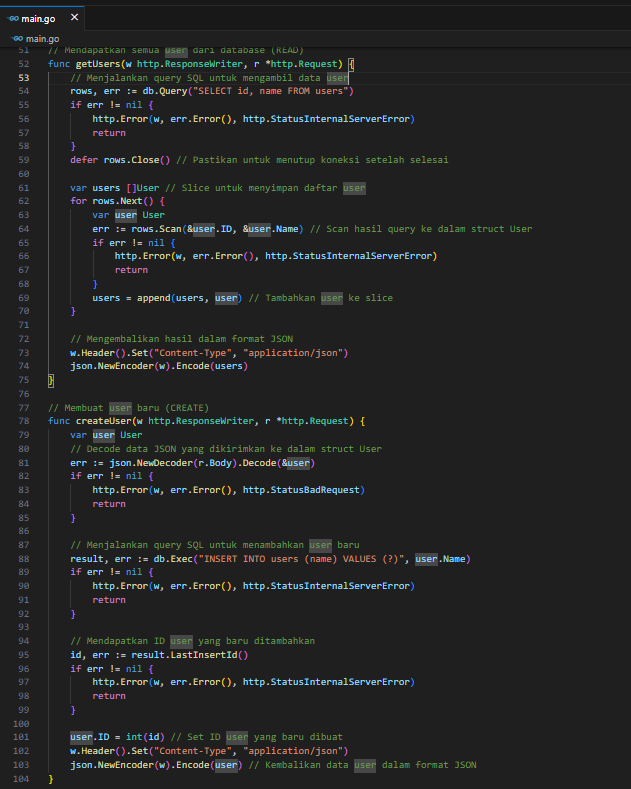 main.go
main.go
51 // Mendapatkan semua user dari database (READ)
52 func getUsers(w http.ResponseWriter, r *http.Request) {
53 // Menjalankan query SQL untuk mengambil data user
54 rows, err := db.Query("SELECT id, name FROM users")
55 if err != nil {
56 http.Error(w, err.Error(), http.StatusInternalServerError)
57 return
58 }
59 defer rows.Close() // Pastikan untuk menutup koneksi setelah selesai
60
61 var users []User // Slice untuk menyimpan daftar user
62 for rows.Next() {
63 var user User
64 err := rows.Scan(&user.ID, &user.Name) // Scan hasil query ke dalam struct User
65 if err != nil {
66 http.Error(w, err.Error(), http.StatusInternalServerError)
67 return
68 }
69 users = append(users, user) // Tambahkan user ke slice
70 }
71
72 // Mengembalikan hasil dalam format JSON
73 w.Header().Set("Content-Type", "application/json")
74 json.NewEncoder(w).Encode(users)
75 }
76
77 // Membuat user baru (CREATE)
78 func createUser(w http.ResponseWriter, r *http.Request) {
79 var user User
80 // Decode data JSON yang dikirimkan ke dalam struct User
81 err := json.NewDecoder(r.Body).Decode(&user)
82 if err != nil {
83 http.Error(w, err.Error(), http.StatusBadRequest)
84 return
85 }
86
87 // Menjalankan query SQL untuk menambahkan user baru
88 result, err := db.Exec("INSERT INTO users (name) VALUES (?)", user.Name)
89 if err != nil {
90 http.Error(w, err.Error(), http.StatusInternalServerError)
91 return
92 }
93
94 // Mendapatkan ID user yang baru ditambahkan
95 id, err := result.LastInsertId()
96 if err != nil {
97 http.Error(w, err.Error(), http.StatusInternalServerError)
98 return
99 }
100
101 user.ID = int(id) // Set ID user yang baru dibuat
102 w.Header().Set("Content-Type", "application/json")
103 json.NewEncoder(w).Encode(user) // Kembalikan data user dalam format JSON
104 }